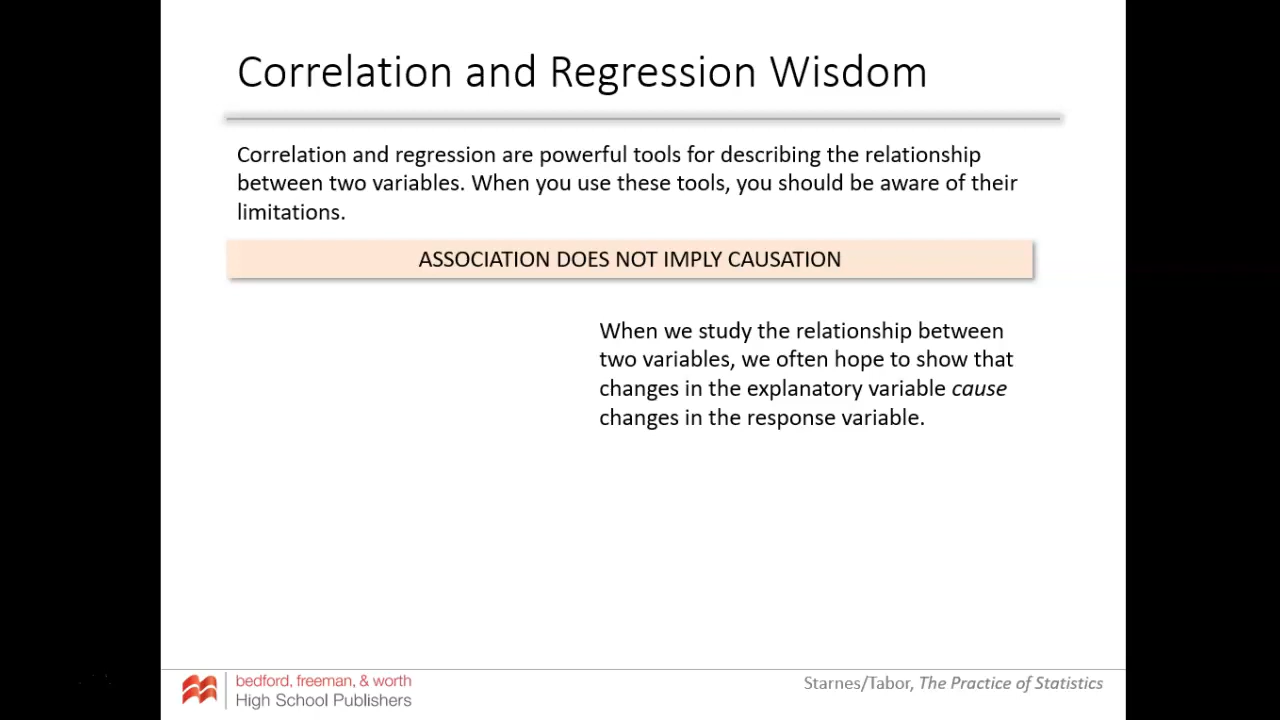 Correlation and Regression Wisdom
Correlation and regression are powerful tools for describing the relationship
between two variables. When you use these tools, you should be aware of their
limitations.
ASSOCIATION DOES NOT IMPLY CAUSATION
When we study the relationship between
two variables, we often hope to show that
changes in the explanatory variable cause
changes in the response variable.
bedford, freeman, & worth
High School Publishers
Starnes/Tabor, The Practice of Statistics